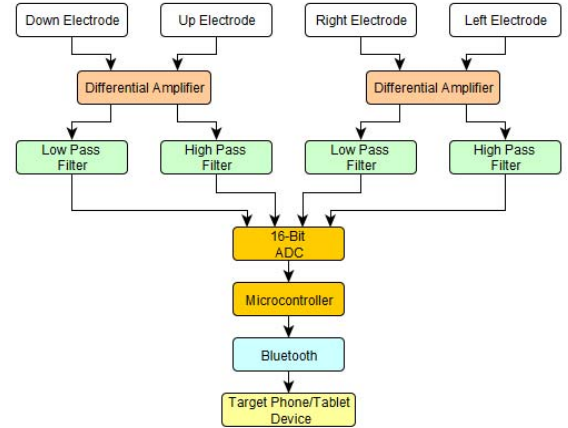 Down Electrode
Up Electrode
Right Electrode
Left Electrode
Differential Amplifier
Differential Amplifier
Low Pass
Filter
High Pass
Filter
Low Pass
Filter
High Pass
Filter
16-Bit
ADC
Microcontroller
Bluetooth
Target Phone/Tablet
Device